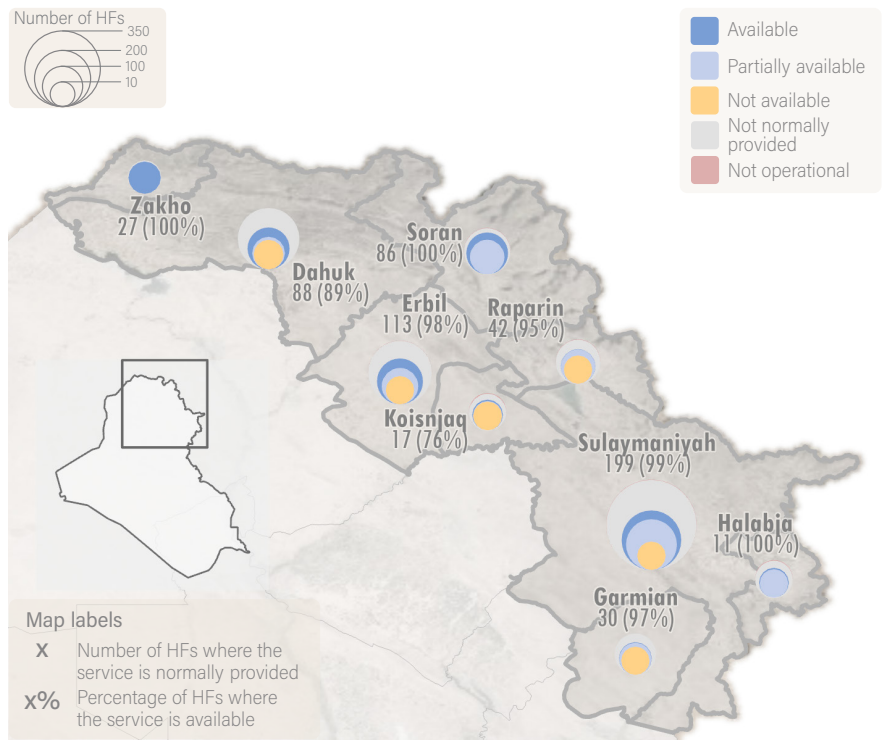 Number of HFs
350
200
100
10
Available
Partially available
Not available
Not normally
provided
Not operational
Zakho
27 (100%)
Dahuk
88 (89%)
Soran
86 (100%)
Erbil
113 (98%)
Raparin
42 (95%)
Koisnjaq
17 (76%)
Sulaymaniyah
199 (99%)
Halabja
11 (100%)
Garmian
30 (97%)
Map labels
X Number of HFs where the
service is normally provided
x% Percentage of HFs where
the service is available